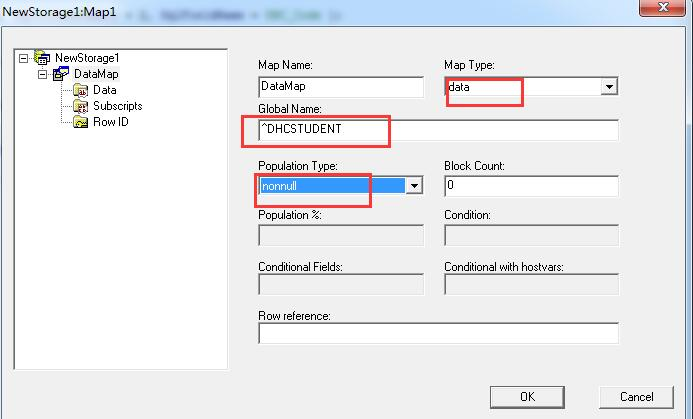 NewStorage1:Map1
NewStorage1
DataMap
Data
Subscripts
Row ID
Map Name:
Map Type:
DataMap
data
Global Name:
^DHCSTUDENT
Population Type:
Block Count:
nonnull
0
Population %:
Condition:
Conditional Fields:
Conditional with hostvars:
Row reference:
OK
Cancel